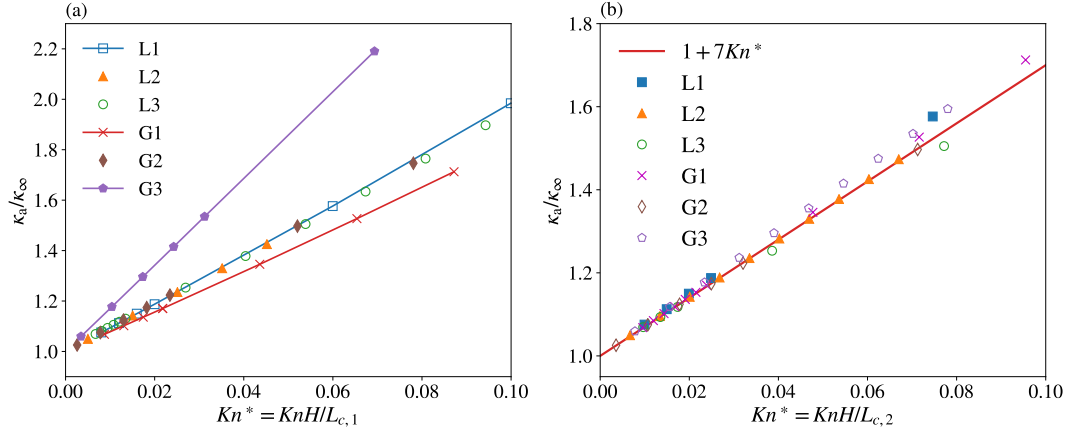 (a)
κa/κ∞
2.2
2.0
1.8
1.6
1.4
1.2
1.0
L1
L2
L3
G1
G2
G3
0.00
0.02
0.04
0.06
0.08
0.10
Kn* = KnH/Lc, 1
(b)
κa/κ∞
1.8
1.6
1.4
1.2
1.0
1 + 7Kn*
L1
L2
L3
G1
G2
G3
0.00
0.02
0.04
0.06
0.08
0.10
Kn* = KnH/Lc, 2